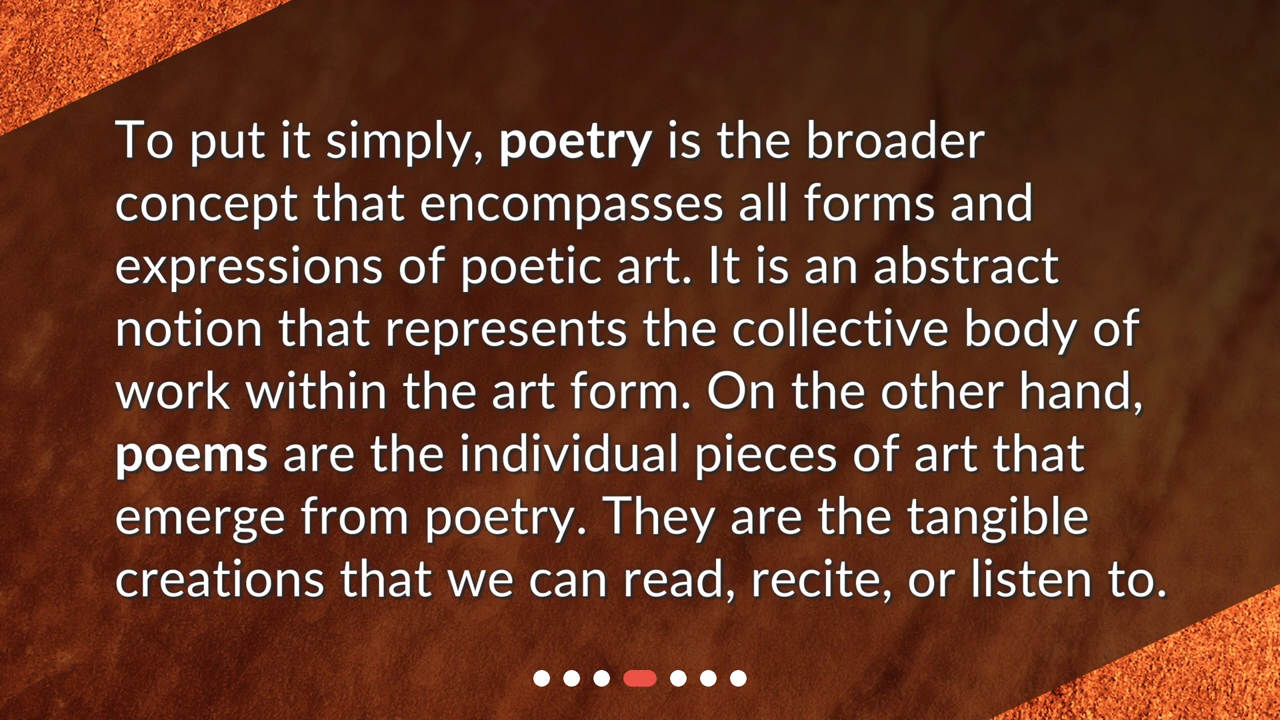 To put it simply, poetry is the broader
concept that encompasses all forms and
expressions of poetic art. It is an abstract
notion that represents the collective body of
work within the art form. On the other hand,
poems are the individual pieces of art that
emerge from poetry. They are the tangible
creations that we can read, recite, or listen to.